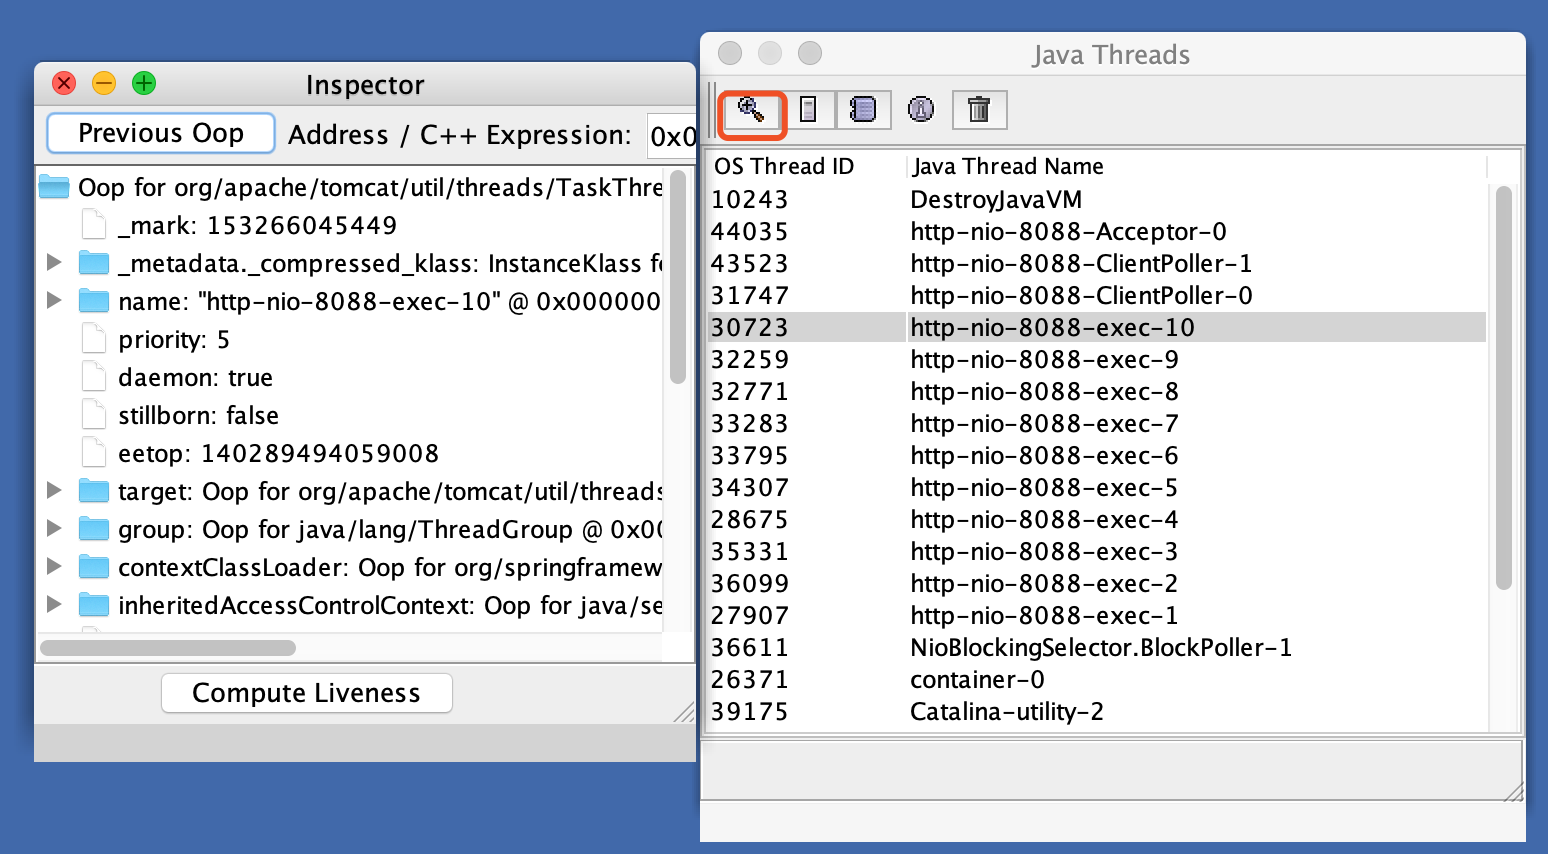 Inspector
Previous Oop Address / C++ Expression: 0x0
Oop for org/apache/tomcat/util/threads/TaskThre
_mark: 153266045449
_metadata._compressed_klass: InstanceKlass fo
name: "http-nio-8088-exec-10" @ 0x000000
priority: 5
daemon: true
stillborn: false
eetop: 140289494059008
target: Oop for org/apache/tomcat/util/threads
group: Oop for java/lang/ThreadGroup @ 0x00
contextClassLoader: Oop for org/springframew
inheritedAccessControlContext: Oop for java/se
Compute Liveness
Java Threads
OS Thread ID Java Thread Name
10243 DestroyJavaVM
44035 http-nio-8088-Acceptor-0
43523 http-nio-8088-ClientPoller-1
31747 http-nio-8088-ClientPoller-0
30723 http-nio-8088-exec-10
32259 http-nio-8088-exec-9
32771 http-nio-8088-exec-8
33283 http-nio-8088-exec-7
33795 http-nio-8088-exec-6
34307 http-nio-8088-exec-5
28675 http-nio-8088-exec-4
35331 http-nio-8088-exec-3
36099 http-nio-8088-exec-2
27907 http-nio-8088-exec-1
36611 NioBlockingSelector.BlockPoller-1
26371 container-0
39175 Catalina-utility-2